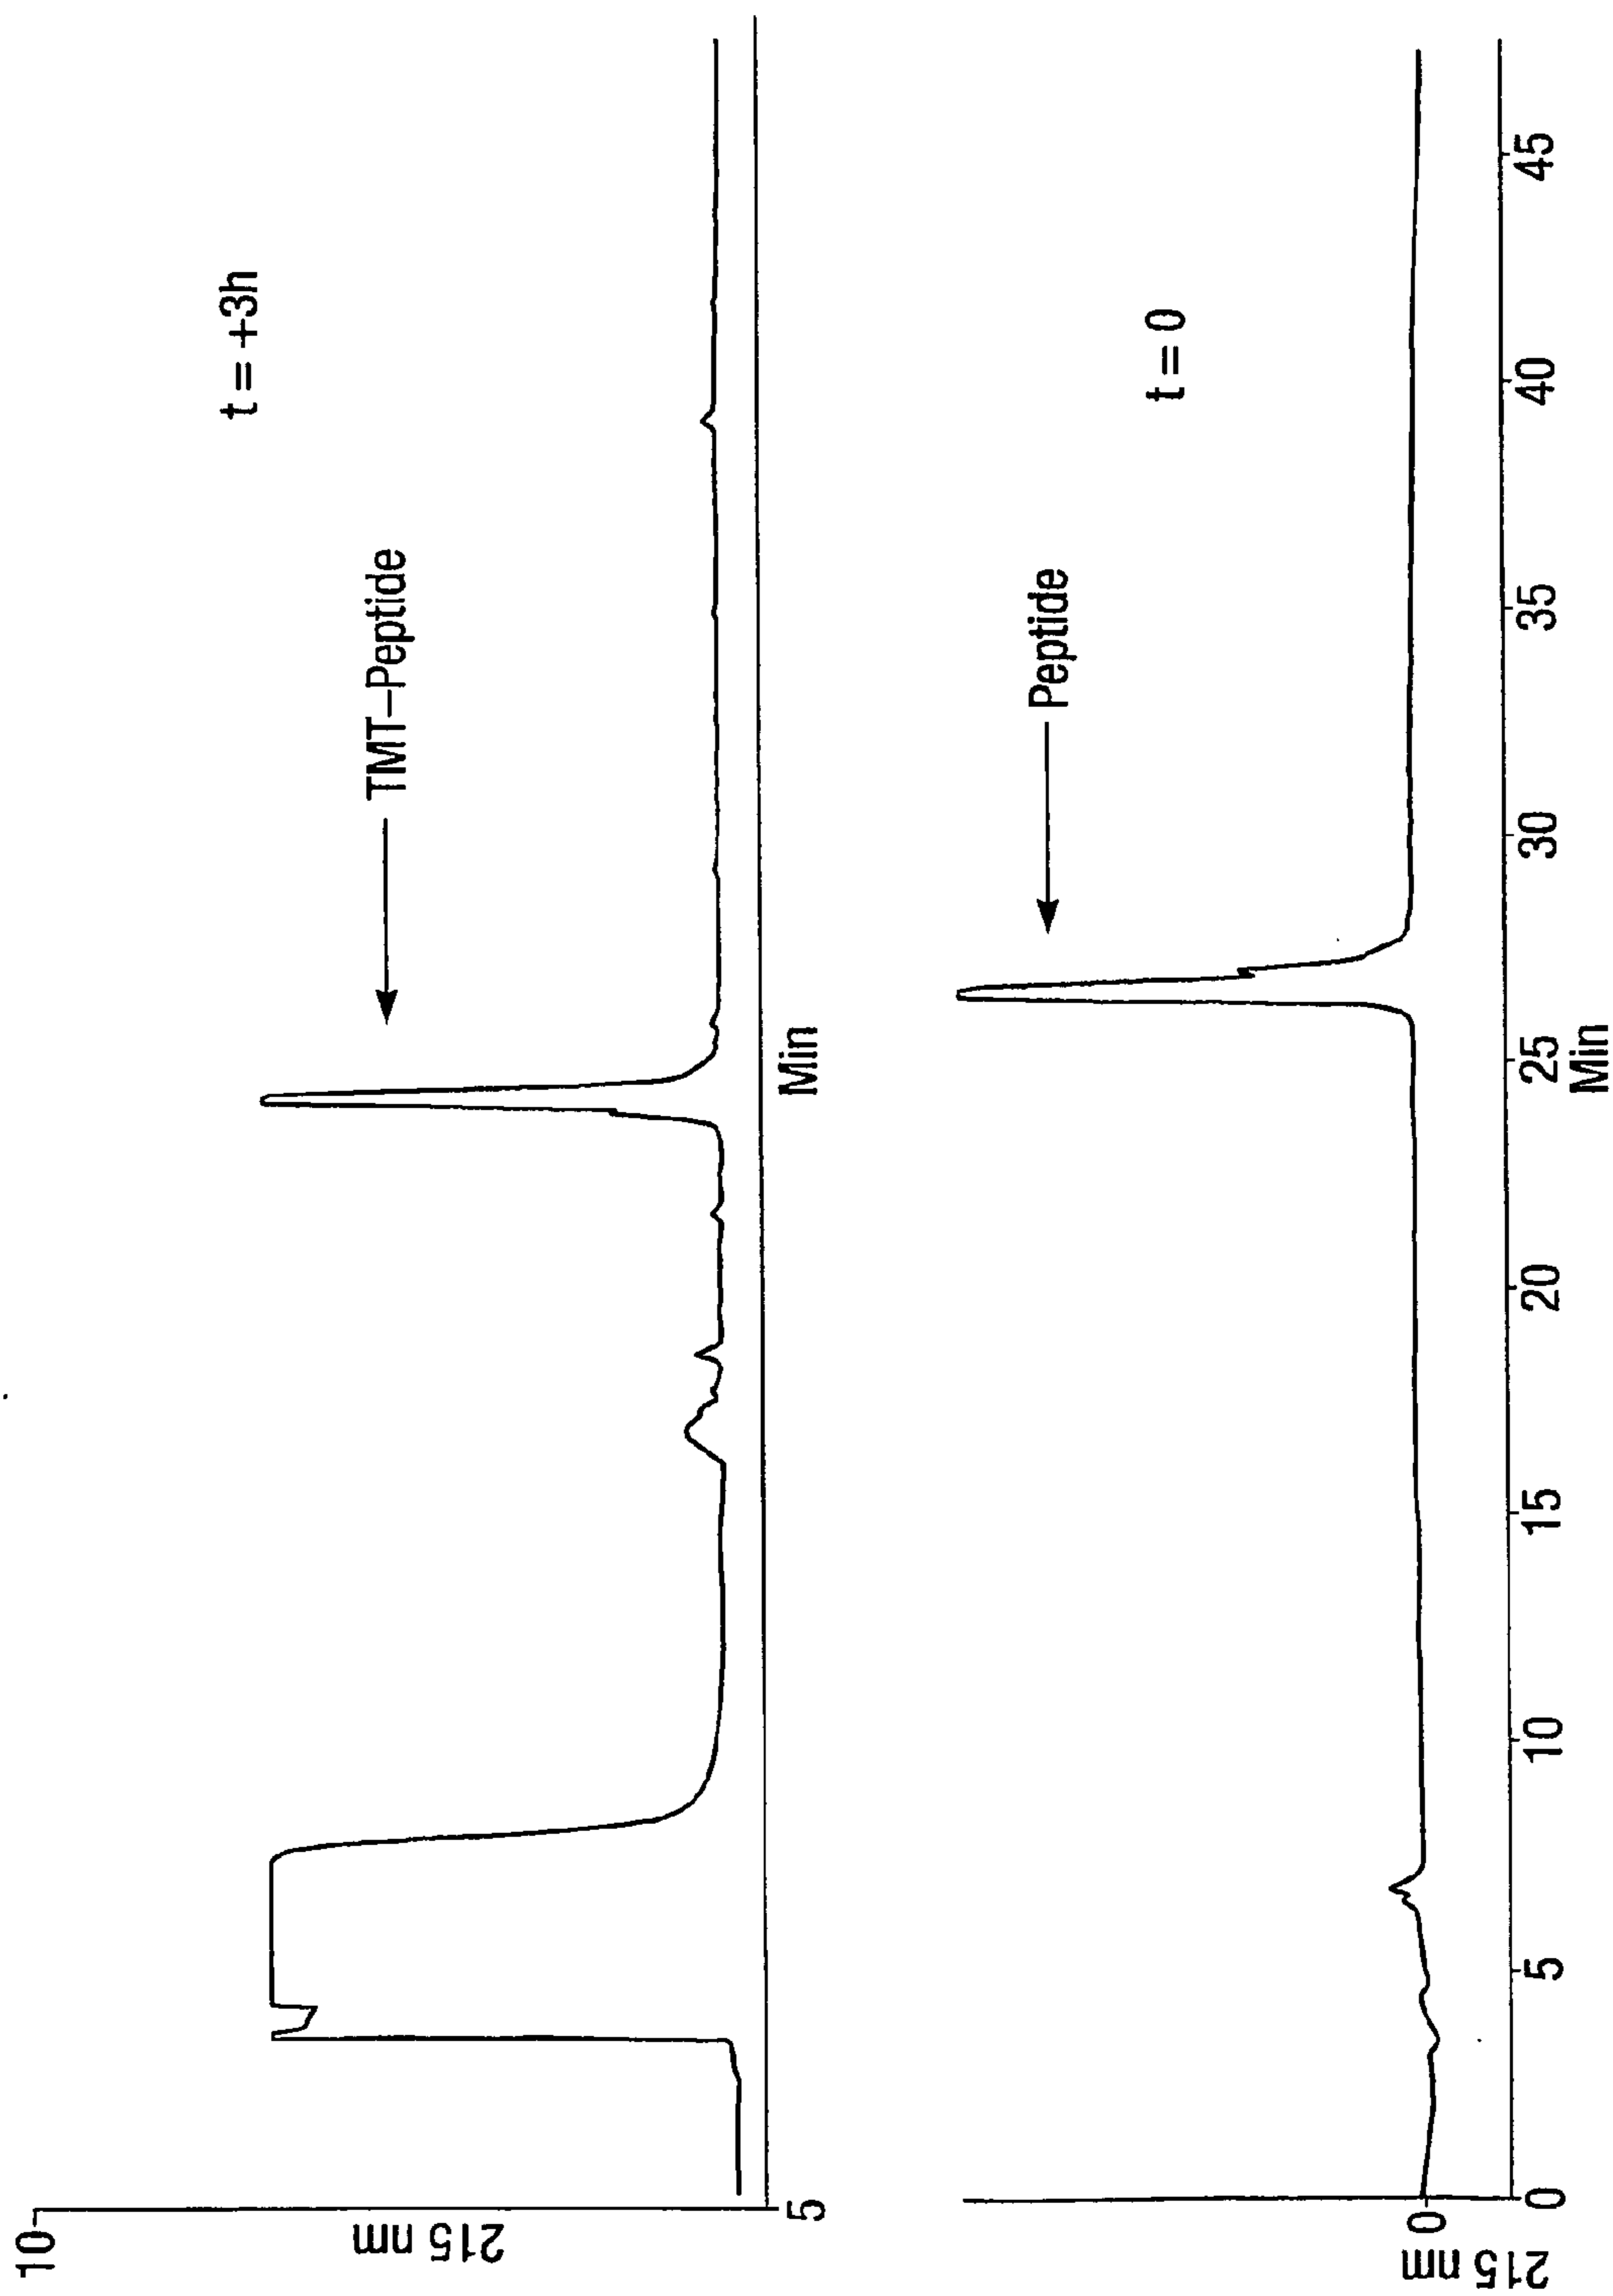 10
215 nm
5
t = +3h
TMT–Peptide
Min
t = 0
Peptide
0
215 nm
0 5 10 15 20 25 30 35 40 45
Min